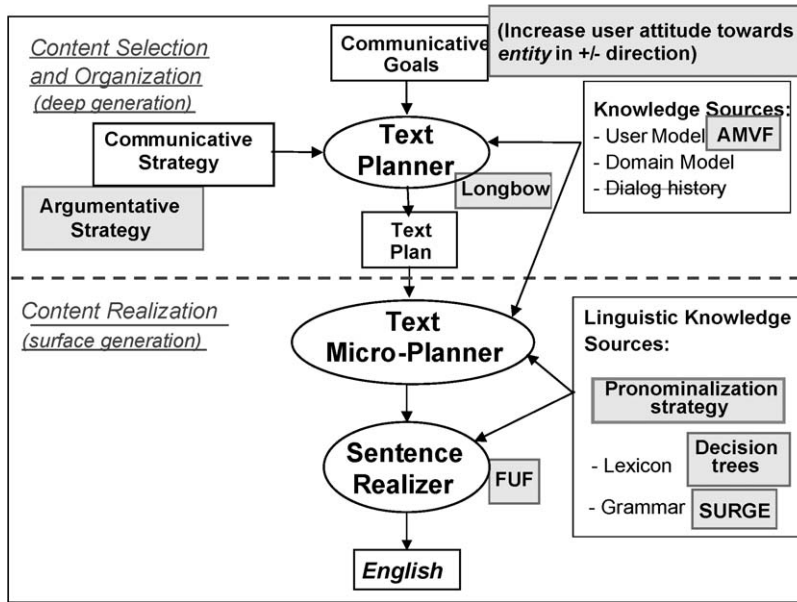 Content Selection
and Organization
(deep generation)
Communicative
Goals
(Increase user attitude towards
entity in +/- direction)
Communicative
Strategy
Argumentative
Strategy
Text
Planner
Longbow
Knowledge Sources:
- User Model AMVF
- Domain Model
- Dialog history
Text
Plan
Content Realization
(surface generation)
Text
Micro-Planner
Linguistic Knowledge
Sources:
Pronominalization
strategy
- Lexicon Decision
trees
- Grammar SURGE
Sentence
Realizer
FUF
English